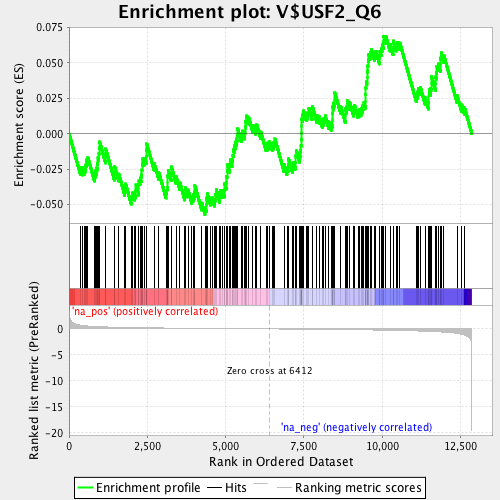 Enrichment plot: V$USF2_Q6
Enrichment score (ES)
0.075
0.050
0.025
0.000
-0.025
-0.050
Ranked list metric (PreRanked)
'na_pos' (positively correlated)
0
-5
-10
-15
-20
Zero cross at 6412
'na_neg' (negatively correlated)
0
2,500
5,000
7,500
10,000
12,500
Rank in Ordered Dataset
Enrichment profile
Hits
Ranking metric scores